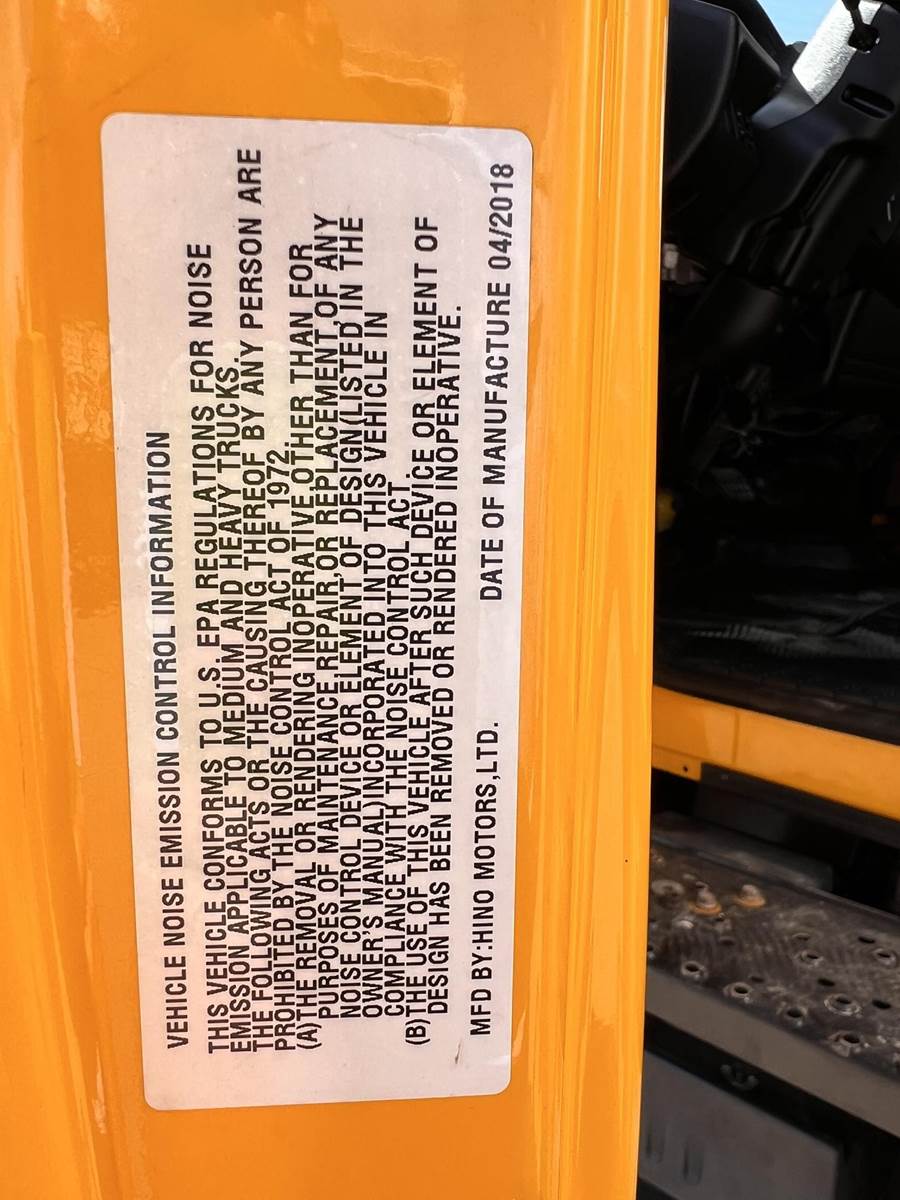 VEHICLE NOISE EMISSION CONTROL INFORMATION
THIS VEHICLE CONFORMS TO U.S. EPA REGULATIONS FOR NOISE
EMISSION APPLICABLE TO MEDIUM AND HEAVY TRUCKS.
THE FOLLOWING ACTS OR THE CAUSING THEREOF BY ANY PERSON ARE
PROHIBITED BY THE NOISE CONTROL ACT OF 1972.
(A)THE REMOVAL OR RENDERING INOPERATIVE,OTHER THAN FOR
PURPOSES OF MAINTENANCE,REPAIR,OR REPLACEMENT,OF ANY
NOISE CONTROL DEVICE OR ELEMENT OF DESIGN(LISTED IN THE
OWNER'S MANUAL)INCORPORATED INTO THIS VEHICLE IN
COMPLIANCE WITH THE NOISE CONTROL ACT.
(B)THE USE OF THIS VEHICLE AFTER SUCH DEVICE OR ELEMENT OF
DESIGN HAS BEEN REMOVED OR RENDERED INOPERATIVE.
MFD BY:HINO MOTORS,LTD. DATE OF MANUFACTURE 04/2018